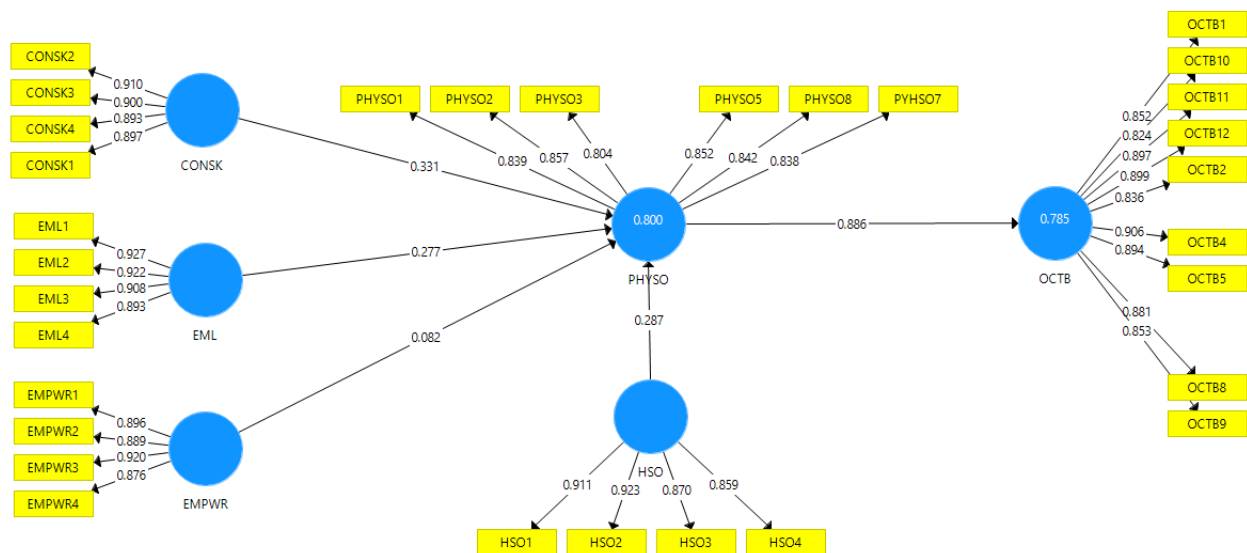 CONSK2
CONSK3
CONSK4
CONSK1
0.910
0.900
0.893
0.897
CONSK
EML1
EML2
EML3
EML4
0.927
0.922
0.908
0.893
EML
EMPWR1
EMPWR2
EMPWR3
EMPWR4
0.896
0.889
0.920
0.876
EMPWR
0.331
0.277
0.082
0.287
PHYSO1
PHYSO2
PHYSO3
PHYSO5
PHYSO8
PYHSO7
0.839
0.857
0.804
0.852
0.842
0.838
0.800
PHYSO
HSO
0.911
0.923
0.870
0.859
HSO1
HSO2
HSO3
HSO4
0.886
0.785
OCTB
0.852
0.824
0.897
0.899
0.836
0.906
0.894
0.881
0.853
OCTB1
OCTB10
OCTB11
OCTB12
OCTB2
OCTB4
OCTB5
OCTB8
OCTB9